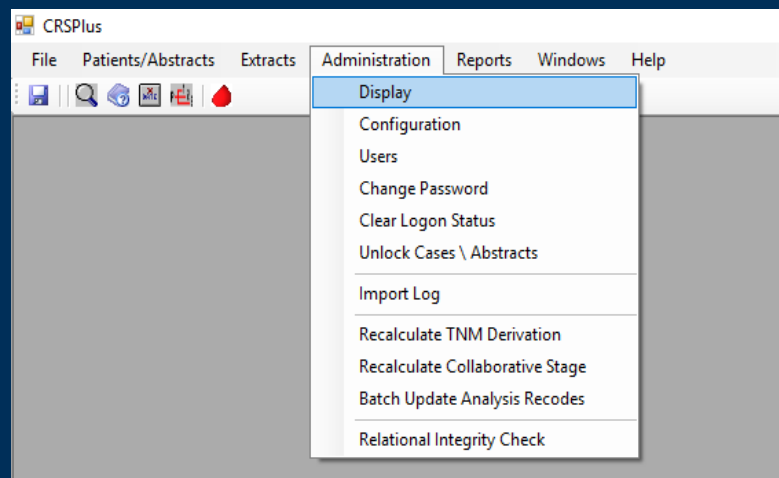 CRSPlus
File Patients/Abstracts Extracts Administration Reports Windows Help
Display
Configuration
Users
Change Password
Clear Logon Status
Unlock Cases \ Abstracts
Import Log
Recalculate TNM Derivation
Recalculate Collaborative Stage
Batch Update Analysis Recodes
Relational Integrity Check